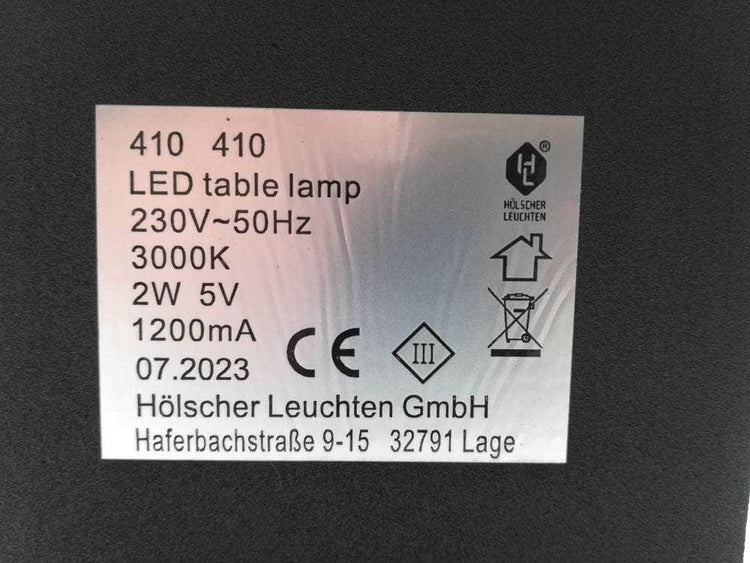 410 410
LED table lamp
230V~50Hz
3000K
2W 5V
1200mA
07.2023
CE
III
Hölscher Leuchten GmbH
Haferbachstraße 9-15 32791 Lage
HL®
HÖLSCHER
LEUCHTEN